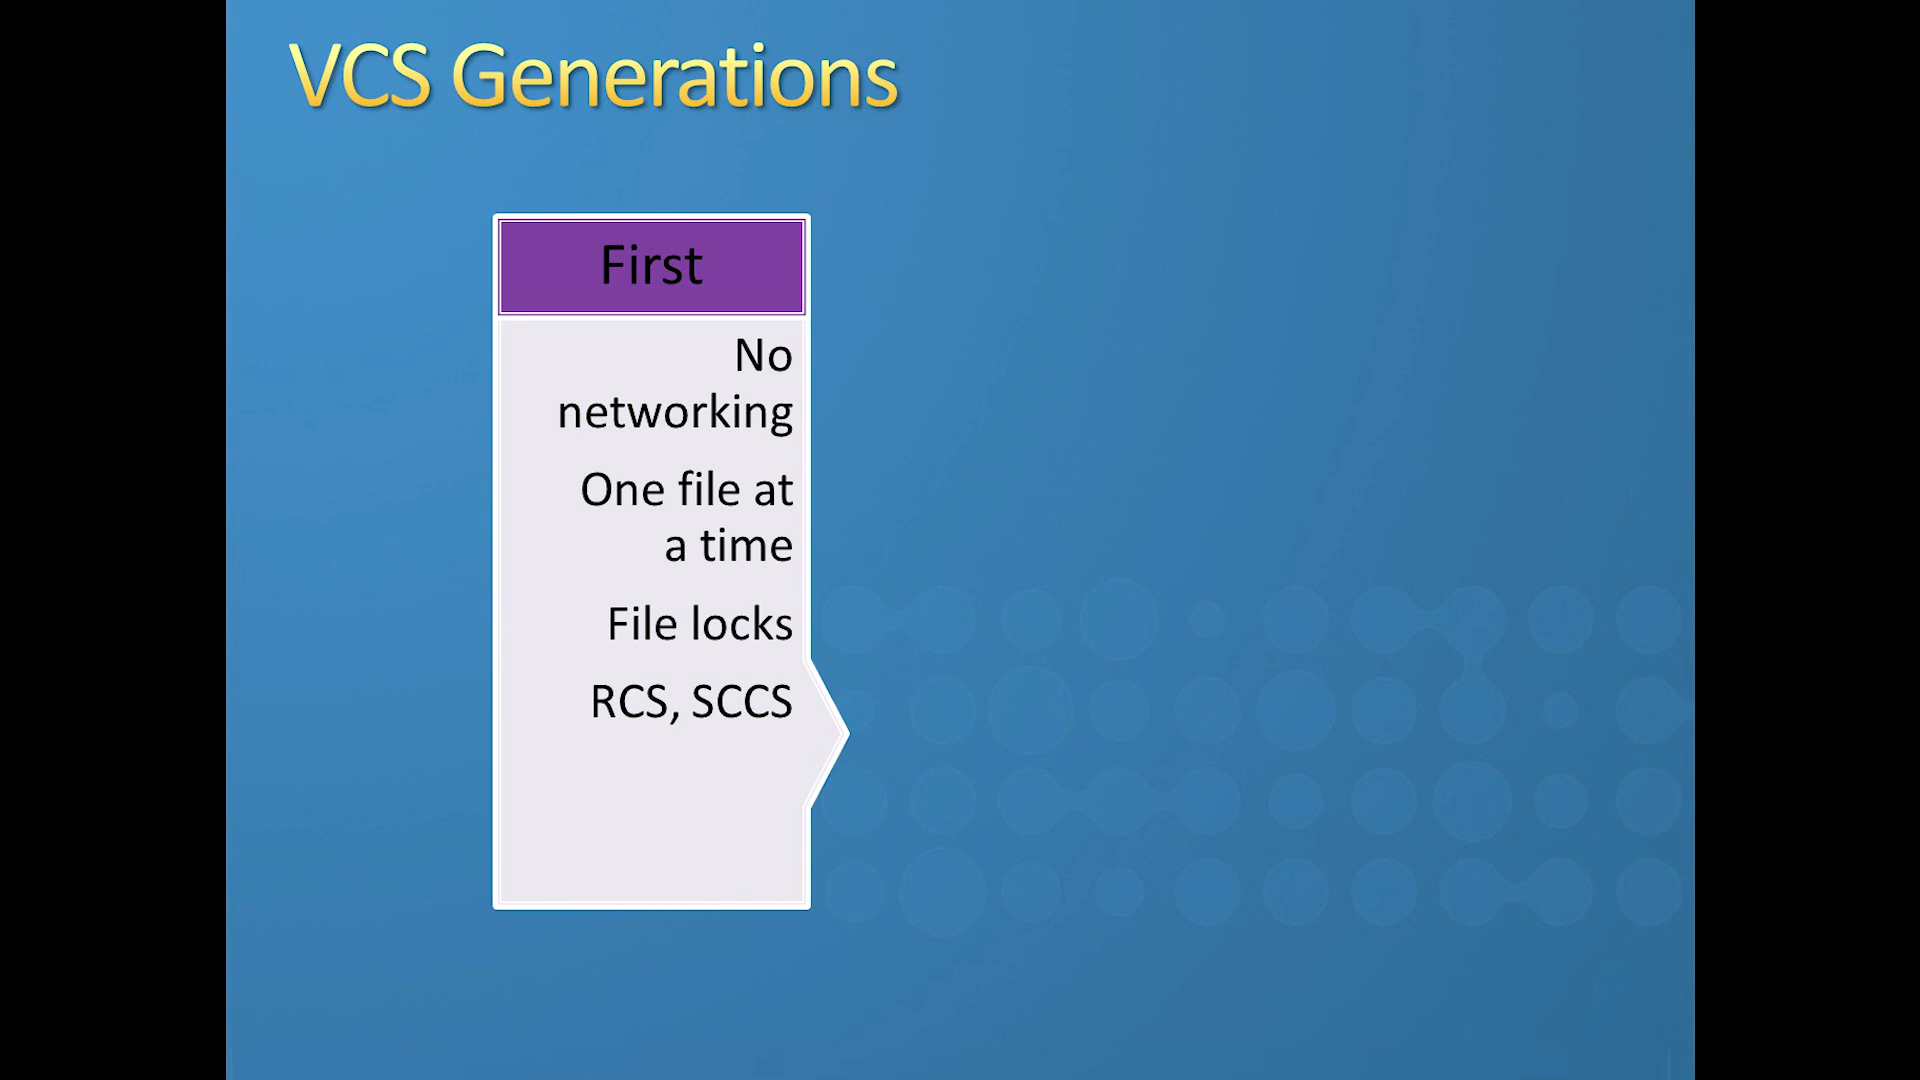 VCS Generations
First
No
networking
One file at
a time
File locks
RCS, SCCS